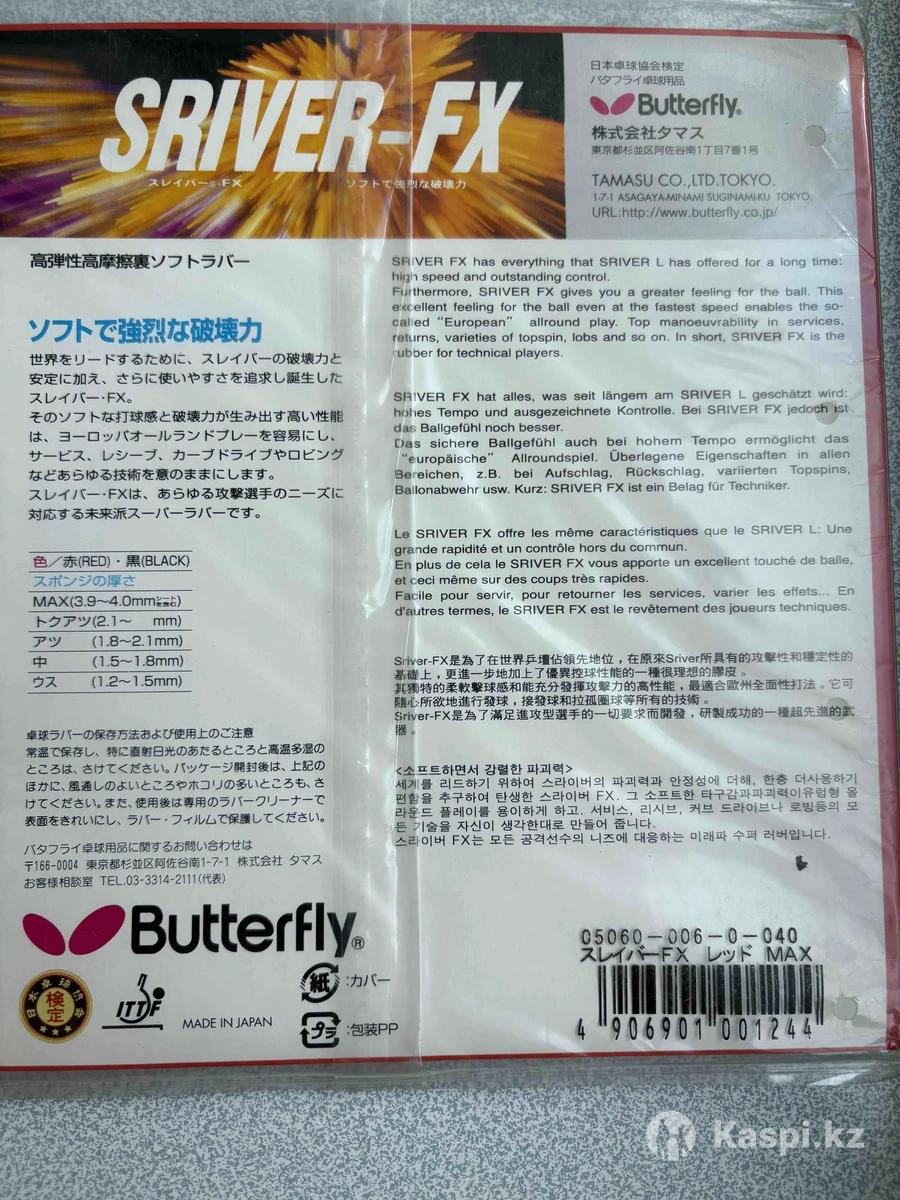 SRIVER-FX
スレイバー®-FX
ソフトで強烈な破壊力
日本卓球協会検定
バタフライ卓球用品
Butterfly®
株式会社タマス
東京都杉並区阿佐谷南1丁目7番1号
TAMASU CO.,LTD.TOKYO.
1-7-1 ASAGAYA-MINAMI SUGINAMI-KU TOKYO.
URL:http://www.butterfly.co.jp/
高弾性高摩擦裏ソフトラバー
ソフトで強烈な破壊力
世界をリードするために、スレイバーの破壊力と
安定に加え、さらに使いやすさを追求し誕生した
スレイバー・FX。
そのソフトな打球感と破壊力が生み出す高い性能
は、ヨーロッパオールランドプレーを容易にし、
サービス、レシーブ、カーブドライブやロビング
などあらゆる技術を意のままにします。
スレイバー・FXは、あらゆる攻撃選手のニーズに
対応する未来派スーパーラバーです。
色/赤(RED)・黒(BLACK)
スポンジの厚さ
MAX(3.9〜4.0mmシートを含む)
トクアツ(2.1〜 mm)
アツ (1.8〜2.1mm)
中 (1.5〜1.8mm)
ウス (1.2〜1.5mm)
卓球ラバーの保存方法および使用上のご注意
常温で保存し、特に直射日光のあたるところと高温多湿の
ところは、さけてください。パッケージ開封後は、上記の
ほかに、風通しのよいところやホコリの多いところも、さ
けてください。また、使用後は専用のラバークリーナーで
表面をきれいにし、ラバー・フィルムで保護してください。
バタフライ卓球用品に関するお問い合わせは
〒166-0004 東京都杉並区阿佐谷南1-7-1 株式会社 タマス
お客様相談室 TEL.03-3314-2111(代表)
Butterfly®
日本卓球協会
検定
ITTF
MADE IN JAPAN
紙:カバー
プラ:包装PP
SRIVER FX has everything that SRIVER L has offered for a long time:
high speed and outstanding control.
Furthermore, SRIVER FX gives you a greater feeling for the ball. This
excellent feeling for the ball even at the fastest speed enables the so-
called "European" allround play. Top manoeuvrability in services,
returns, varieties of topspin, lobs and so on. In short, SRIVER FX is the
rubber for technical players.
SRIVER FX hat alles, was seit längem am SRIVER L geschätzt wird:
hohes Tempo und ausgezeichnete Kontrolle. Bei SRIVER FX jedoch ist
das Ballgefühl noch besser.
Das sichere Ballgefühl auch bei hohem Tempo ermöglicht das
"europäische" Allroundspiel. Überlegene Eigenschaften in allen
Bereichen, z.B. bei Aufschlag, Rückschlag, variierten Topspins,
Ballonabwehr usw. Kurz: SRIVER FX ist ein Belag für Techniker.
Le SRIVER FX offre les même caractéristiques que le SRIVER L: Une
grande rapidité et un contrôle hors du commun.
En plus de cela le SRIVER FX vous apporte un excellent touché de balle,
et ceci même sur des coups très rapides.
Facile pour servir, pour retourner les services, varier les effets... En
d'autres termes, le SRIVER FX est le revêtement des joueurs techniques.
Sriver-FX是為了在世界乒壇佔領先地位，在原來Sriver所具有的攻擊性和穩定性的
基礎上，更進一步地加上了優異控球性能的一種很理想的膠皮。
其獨特的柔軟擊球感和能充分發揮攻擊力的高性能，最適合歐州全面性打法。它可
隨心所欲地進行發球，接發球和拉孤圈球等所有的技術。
Sriver-FX是為了滿足進攻型選手的一切要求而開發，研製成功的一種超先進的武
器。
<소프트하면서 강렬한 파괴력>
세계를 리드하기 위하여 스라이버의 파괴력과 안정성에 더해, 한층 더사용하기
편함을 추구하여 탄생한 스라이버 FX. 그 소프트한 타구감과파괴력이유럽형 올
라운드 플레이를 용이하게 하고. 서비스, 리시브, 커브 드라이브나 로빙등의 모
든 기술을 자신이 생각한대로 만들어 줍니다.
스라이버 FX는 모든 공격선수의 니즈에 대응하는 미래파 수퍼 러버입니다.
05060-006-0-040
スレイバーFX レッド MAX
4 906901 001244
Kaspi.kz